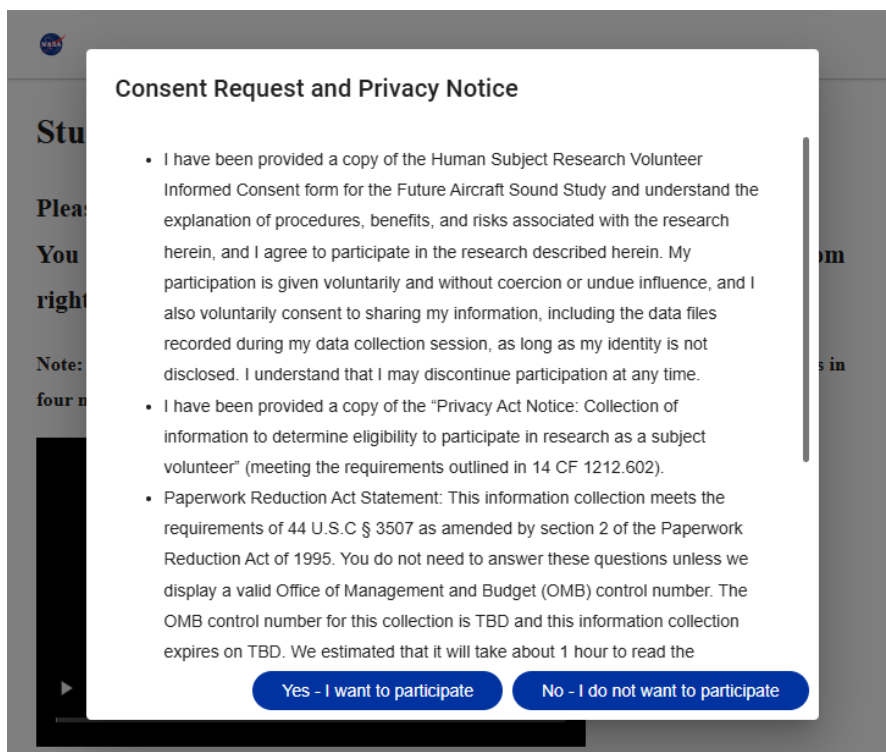 NASA
Consent Request and Privacy Notice
Stu
• I have been provided a copy of the Human Subject Research Volunteer
Informed Consent form for the Future Aircraft Sound Study and understand the
Plea
explanation of procedures, benefits, and risks associated with the research
You
herein, and I agree to participate in the research described herein. My
om
participation is given voluntarily and without coercion or undue influence, and I
right
also voluntarily consent to sharing my information, including the data files
recorded during my data collection session, as long as my identity is not
Note:
disclosed. I understand that I may discontinue participation at any time.
s in
four
• I have been provided a copy of the “Privacy Act Notice: Collection of
information to determine eligibility to participate in research as a subject
volunteer” (meeting the requirements outlined in 14 CF 1212.602).
• Paperwork Reduction Act Statement: This information collection meets the
requirements of 44 U.S.C § 3507 as amended by section 2 of the Paperwork
Reduction Act of 1995. You do not need to answer these questions unless we
display a valid Office of Management and Budget (OMB) control number. The
OMB control number for this collection is TBD and this information collection
expires on TBD. We estimated that it will take about 1 hour to read the
Yes - I want to participate
No - I do not want to participate